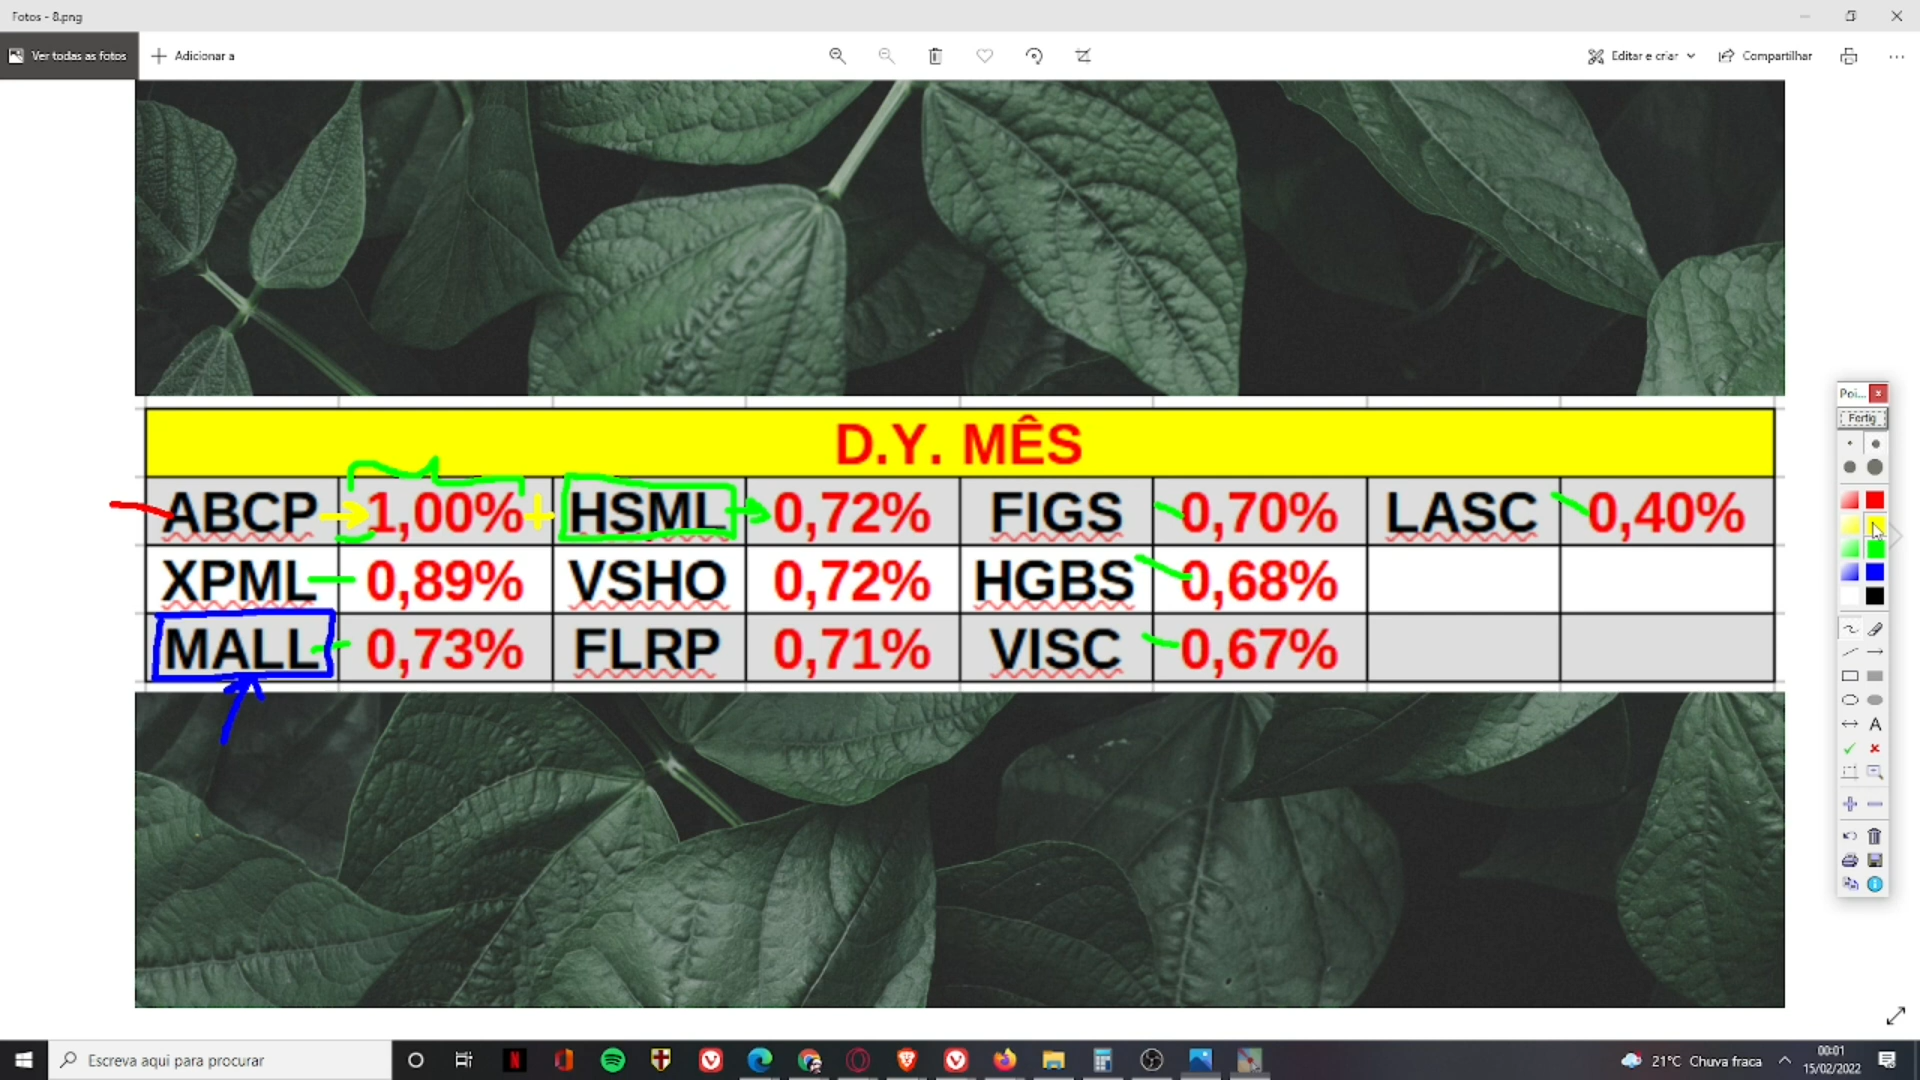 Fotos - 8.png
Ver todas as fotos
Adicionar a
Editar e criar
Compartilhar
D.Y. MÊS
ABCP 1,00% HSML 0,72% FIGS 0,70% LASC 0,40%
XPML 0,89% VSHO 0,72% HGBS 0,68%
MALL 0,73% FLRP 0,71% VISC 0,67%
Poi...
Fertig
A
Escreva aqui para procurar
21°C Chuva fraca
00:01
15/02/2022